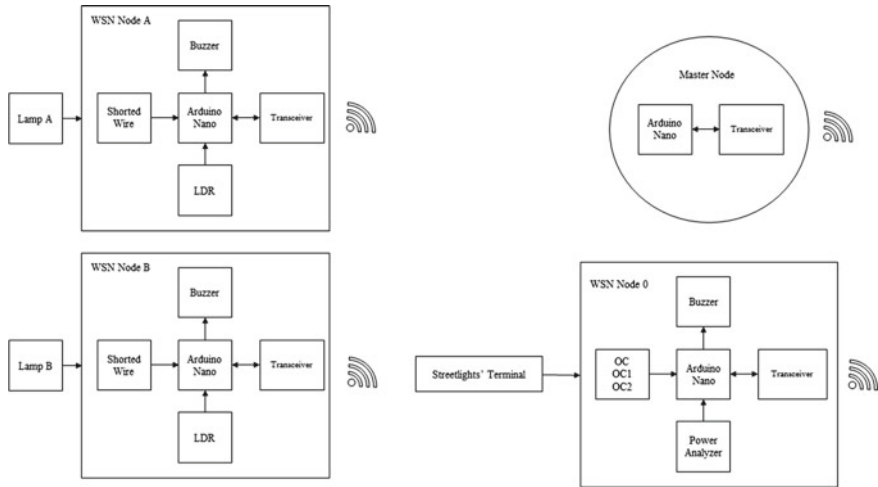 WSN Node A
Buzzer
Lamp A
Shorted
Wire
Arduino
Nano
Transceiver
LDR
Master Node
Arduino
Nano
Transceiver
WSN Node B
Buzzer
Lamp B
Shorted
Wire
Arduino
Nano
Transceiver
LDR
WSN Node 0
Buzzer
Streetlights' Terminal
OC
OC1
OC2
Arduino
Nano
Transceiver
Power
Analyzer